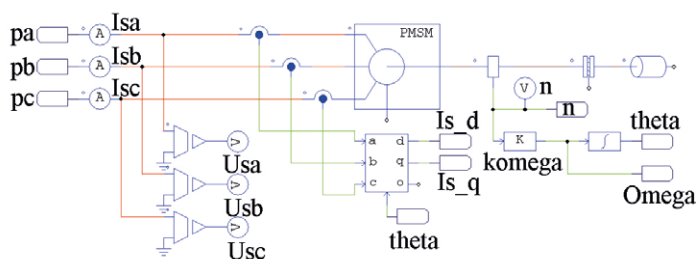 pa A Isa PMSM
pb A Isb
pc A Isc
V n
n
Is_d
a d
K theta
Usa V
b q
Is_q komega
c o
Usb V
Omega
Usc V theta